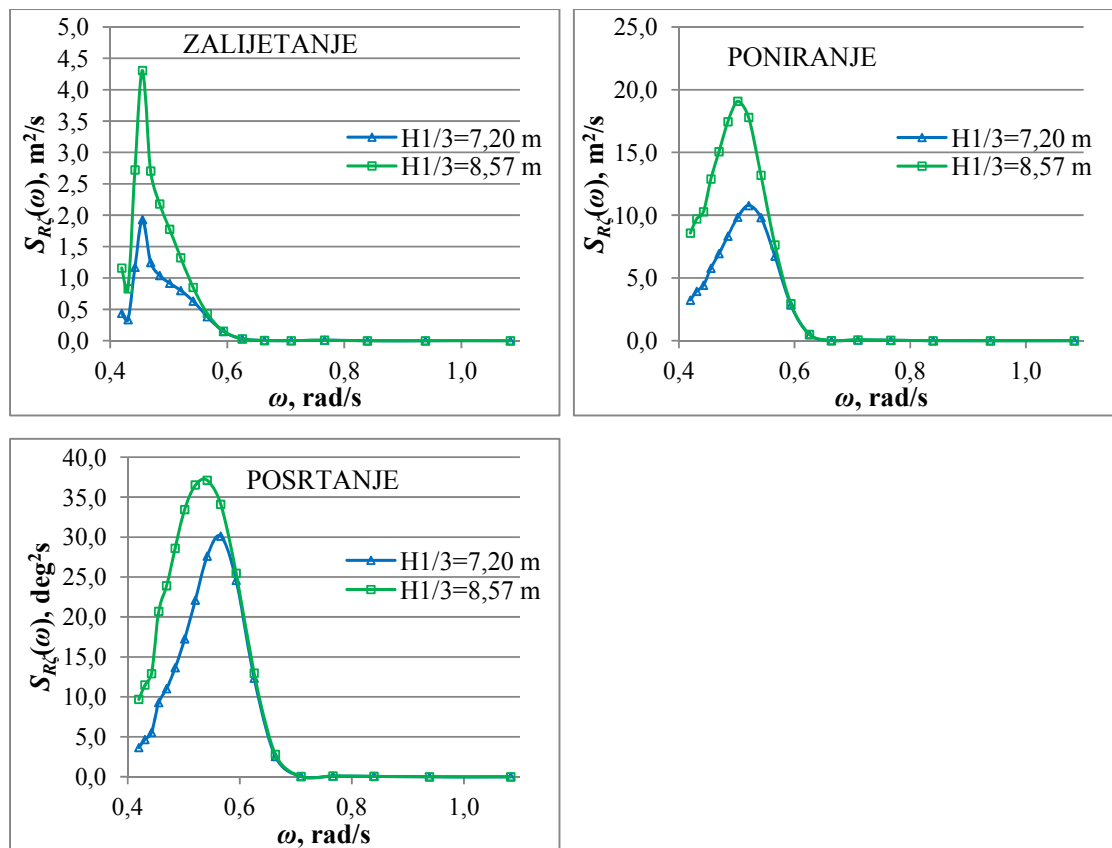 ZALIJETANJE
S_Rζ(ω), m²/s
5,0
4,5
4,0
3,5
3,0
2,5
2,0
1,5
1,0
0,5
0,0
H1/3=7,20 m
H1/3=8,57 m
0,4 0,6 0,8 1,0
ω, rad/s
PONIRANJE
S_Rζ(ω), m²/s
25,0
20,0
15,0
10,0
5,0
0,0
H1/3=7,20 m
H1/3=8,57 m
0,4 0,6 0,8 1,0
ω, rad/s
POSRTANJE
S_Rζ(ω), deg²s
40,0
35,0
30,0
25,0
20,0
15,0
10,0
5,0
0,0
H1/3=7,20 m
H1/3=8,57 m
0,4 0,6 0,8 1,0
ω, rad/s